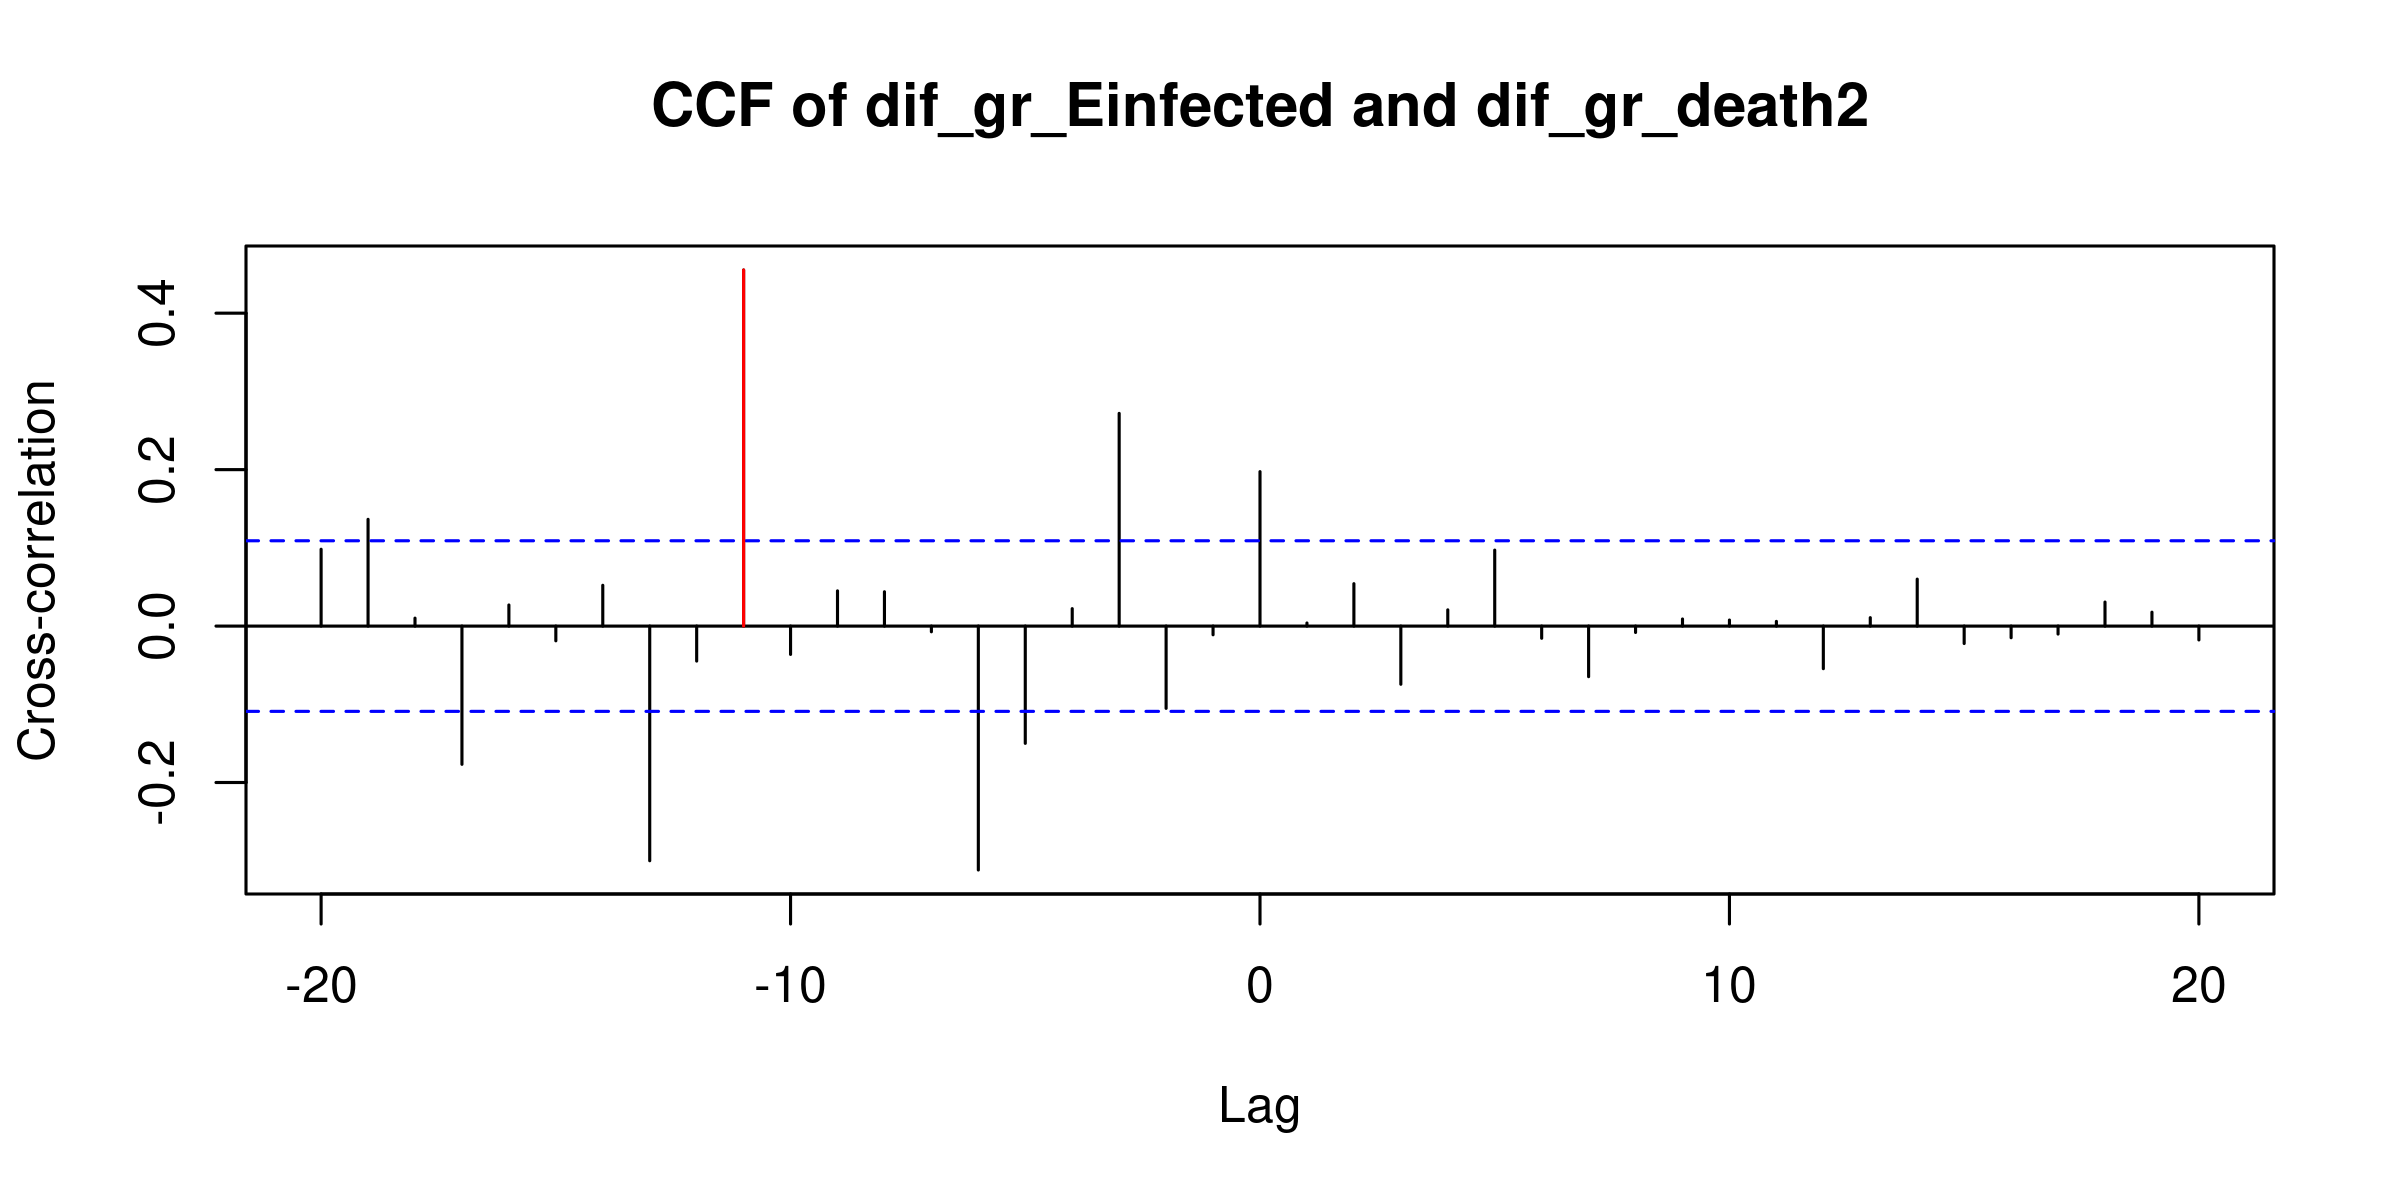 CCF of dif_gr_Einfected and dif_gr_death2
Cross-correlation
0.4
0.2
0.0
-0.2
-20 -10 0 10 20
Lag